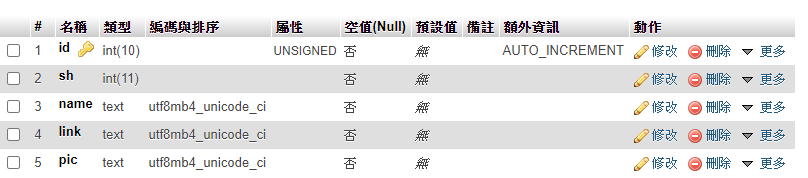 # 名稱 類型 編碼與排序 屬性 空值(Null) 預設值 備註 額外資訊 動作
1 id int(10) UNSIGNED 否 無 AUTO_INCREMENT 修改 刪除 更多
2 sh int(11) 否 無 修改 刪除 更多
3 name text utf8mb4_unicode_ci 否 無 修改 刪除 更多
4 link text utf8mb4_unicode_ci 否 無 修改 刪除 更多
5 pic text utf8mb4_unicode_ci 否 無 修改 刪除 更多